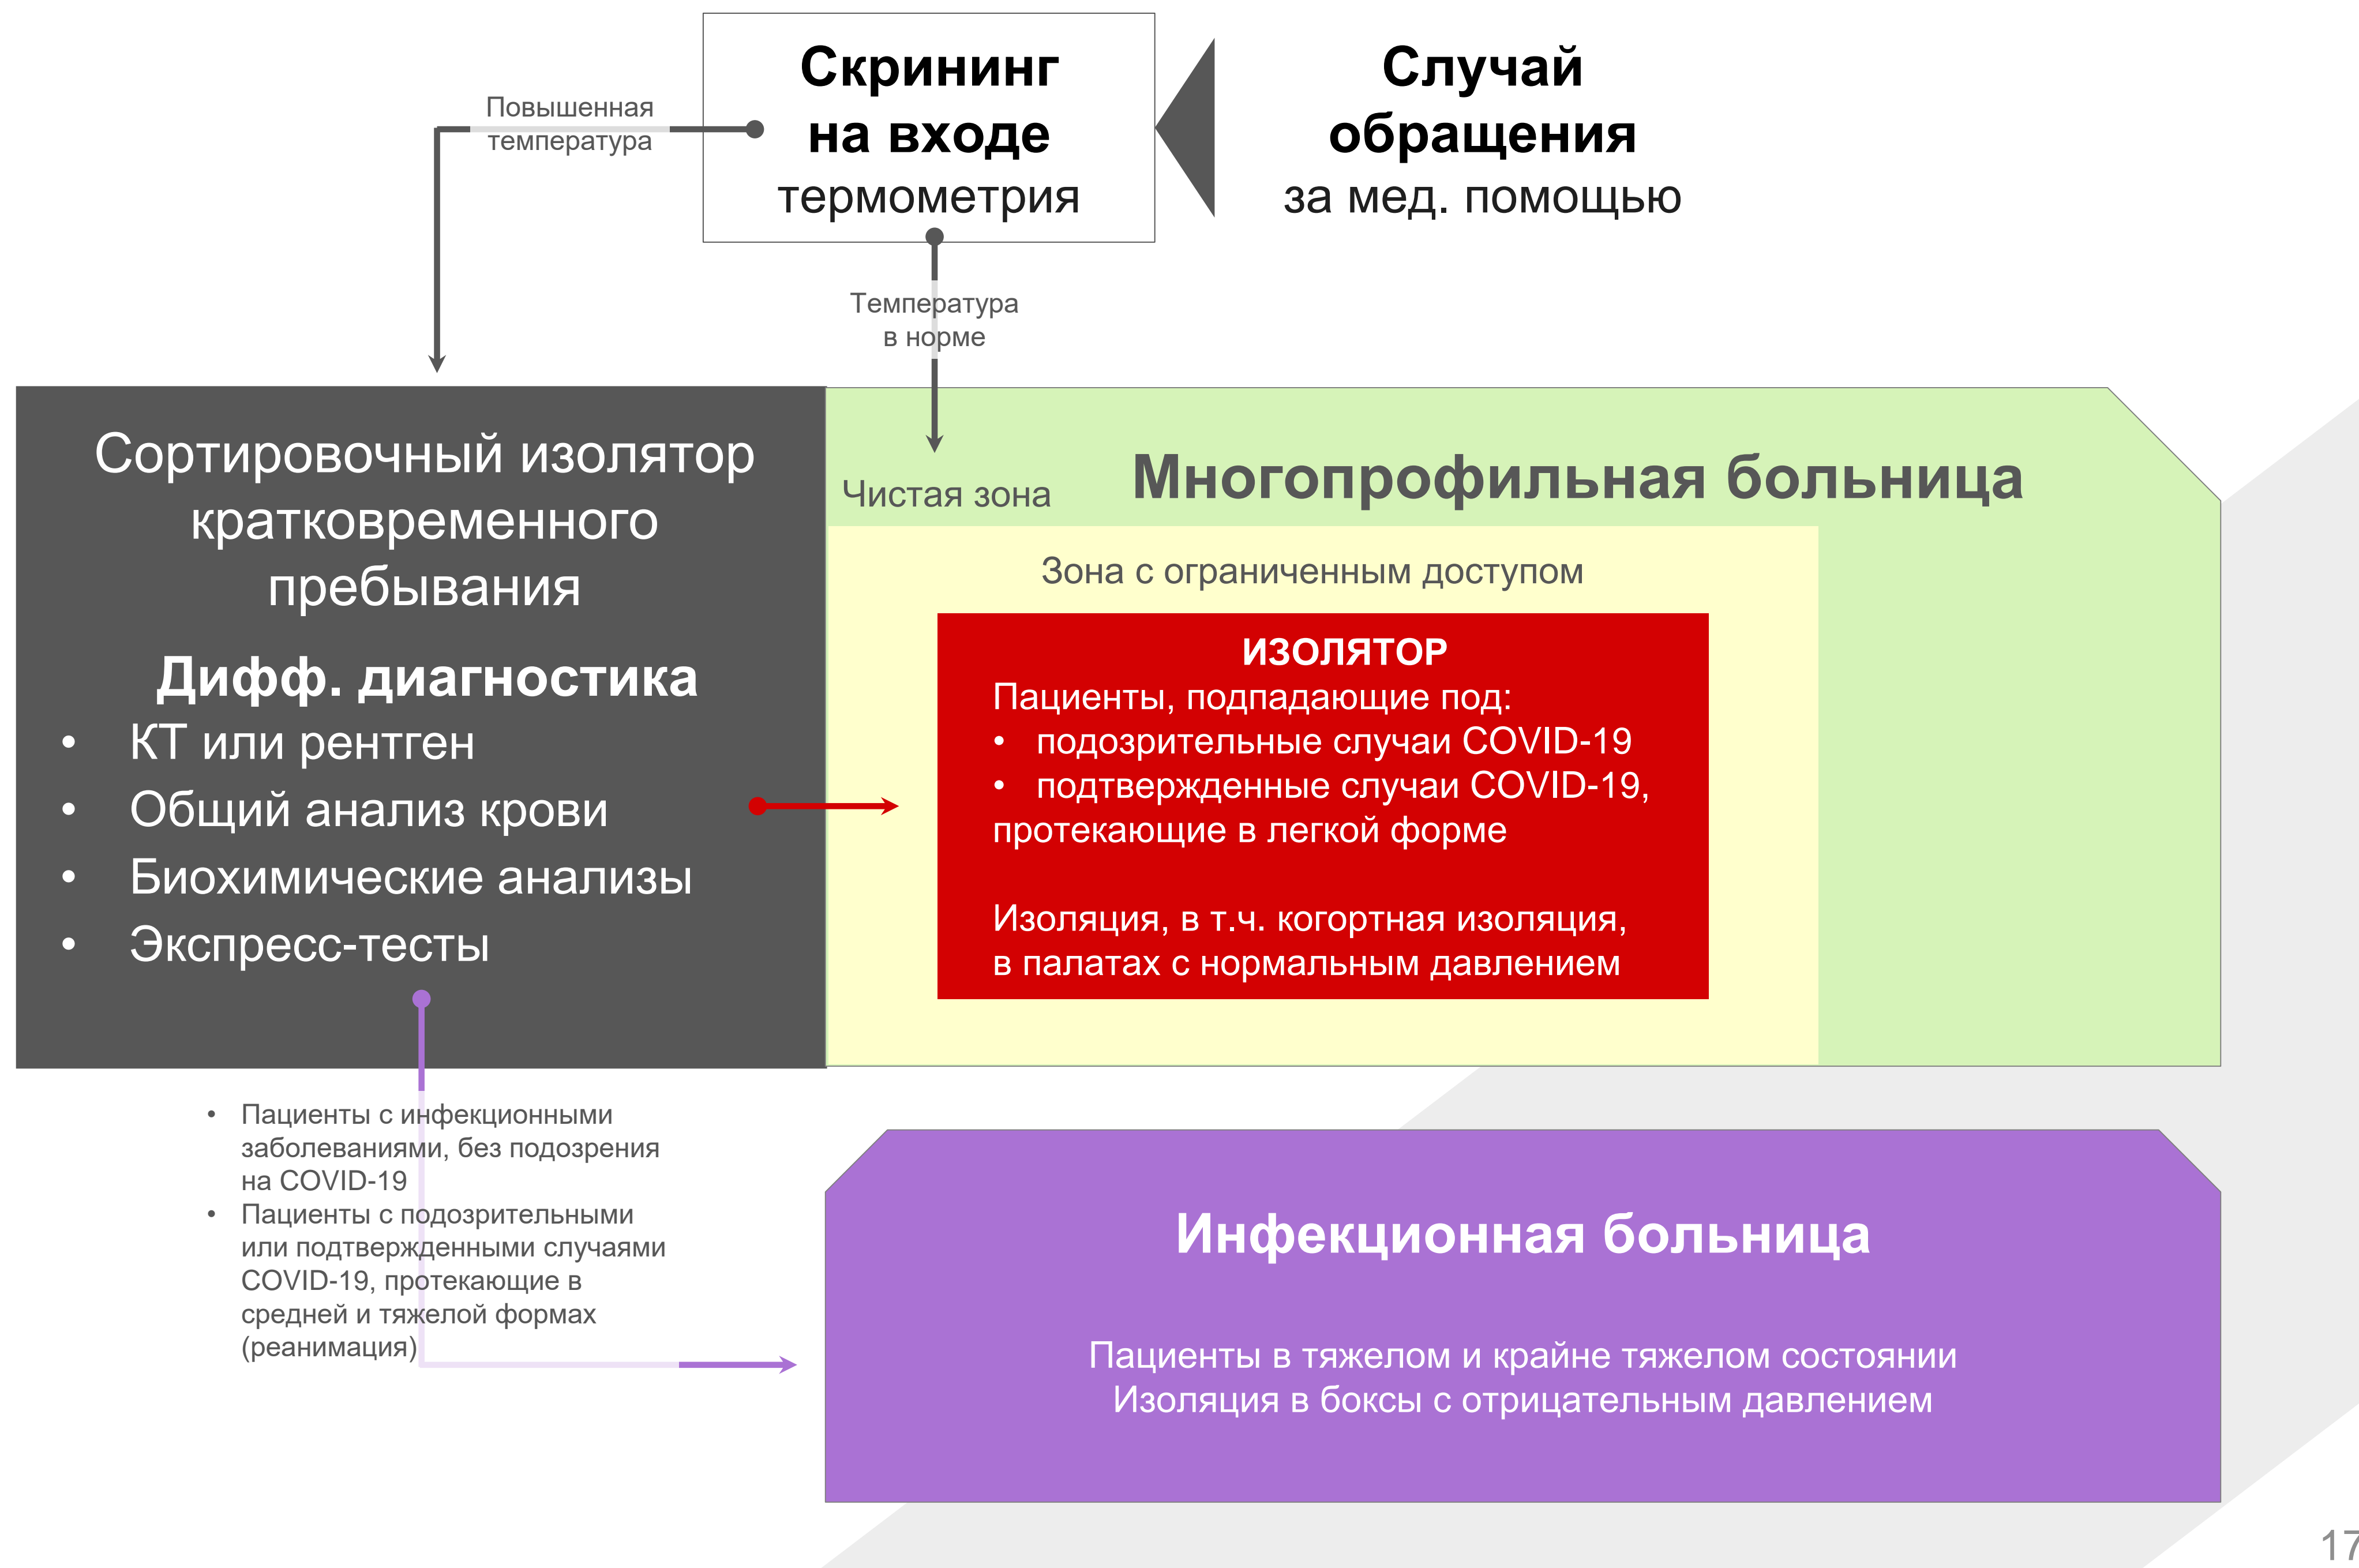 Скрининг
на входе
термометрия
Случай
обращения
за мед. помощью
Повышенная
температура
Температура
в норме
Сортировочный изолятор
кратковременного
пребывания
Дифф. диагностика
• КТ или рентген
• Общий анализ крови
• Биохимические анализы
• Экспресс-тесты
Чистая зона
Многопрофильная больница
Зона с ограниченным доступом
ИЗОЛЯТОР
Пациенты, подпадающие под:
• подозрительные случаи COVID-19
• подтвержденные случаи COVID-19,
протекающие в легкой форме
Изоляция, в т.ч. когортная изоляция,
в палатах с нормальным давлением
• Пациенты с инфекционными
заболеваниями, без подозрения
на COVID-19
• Пациенты с подозрительными
или подтвержденными случаями
COVID-19, протекающие в
средней и тяжелой формах
(реанимация)
Инфекционная больница
Пациенты в тяжелом и крайне тяжелом состоянии
Изоляция в боксы с отрицательным давлением
17